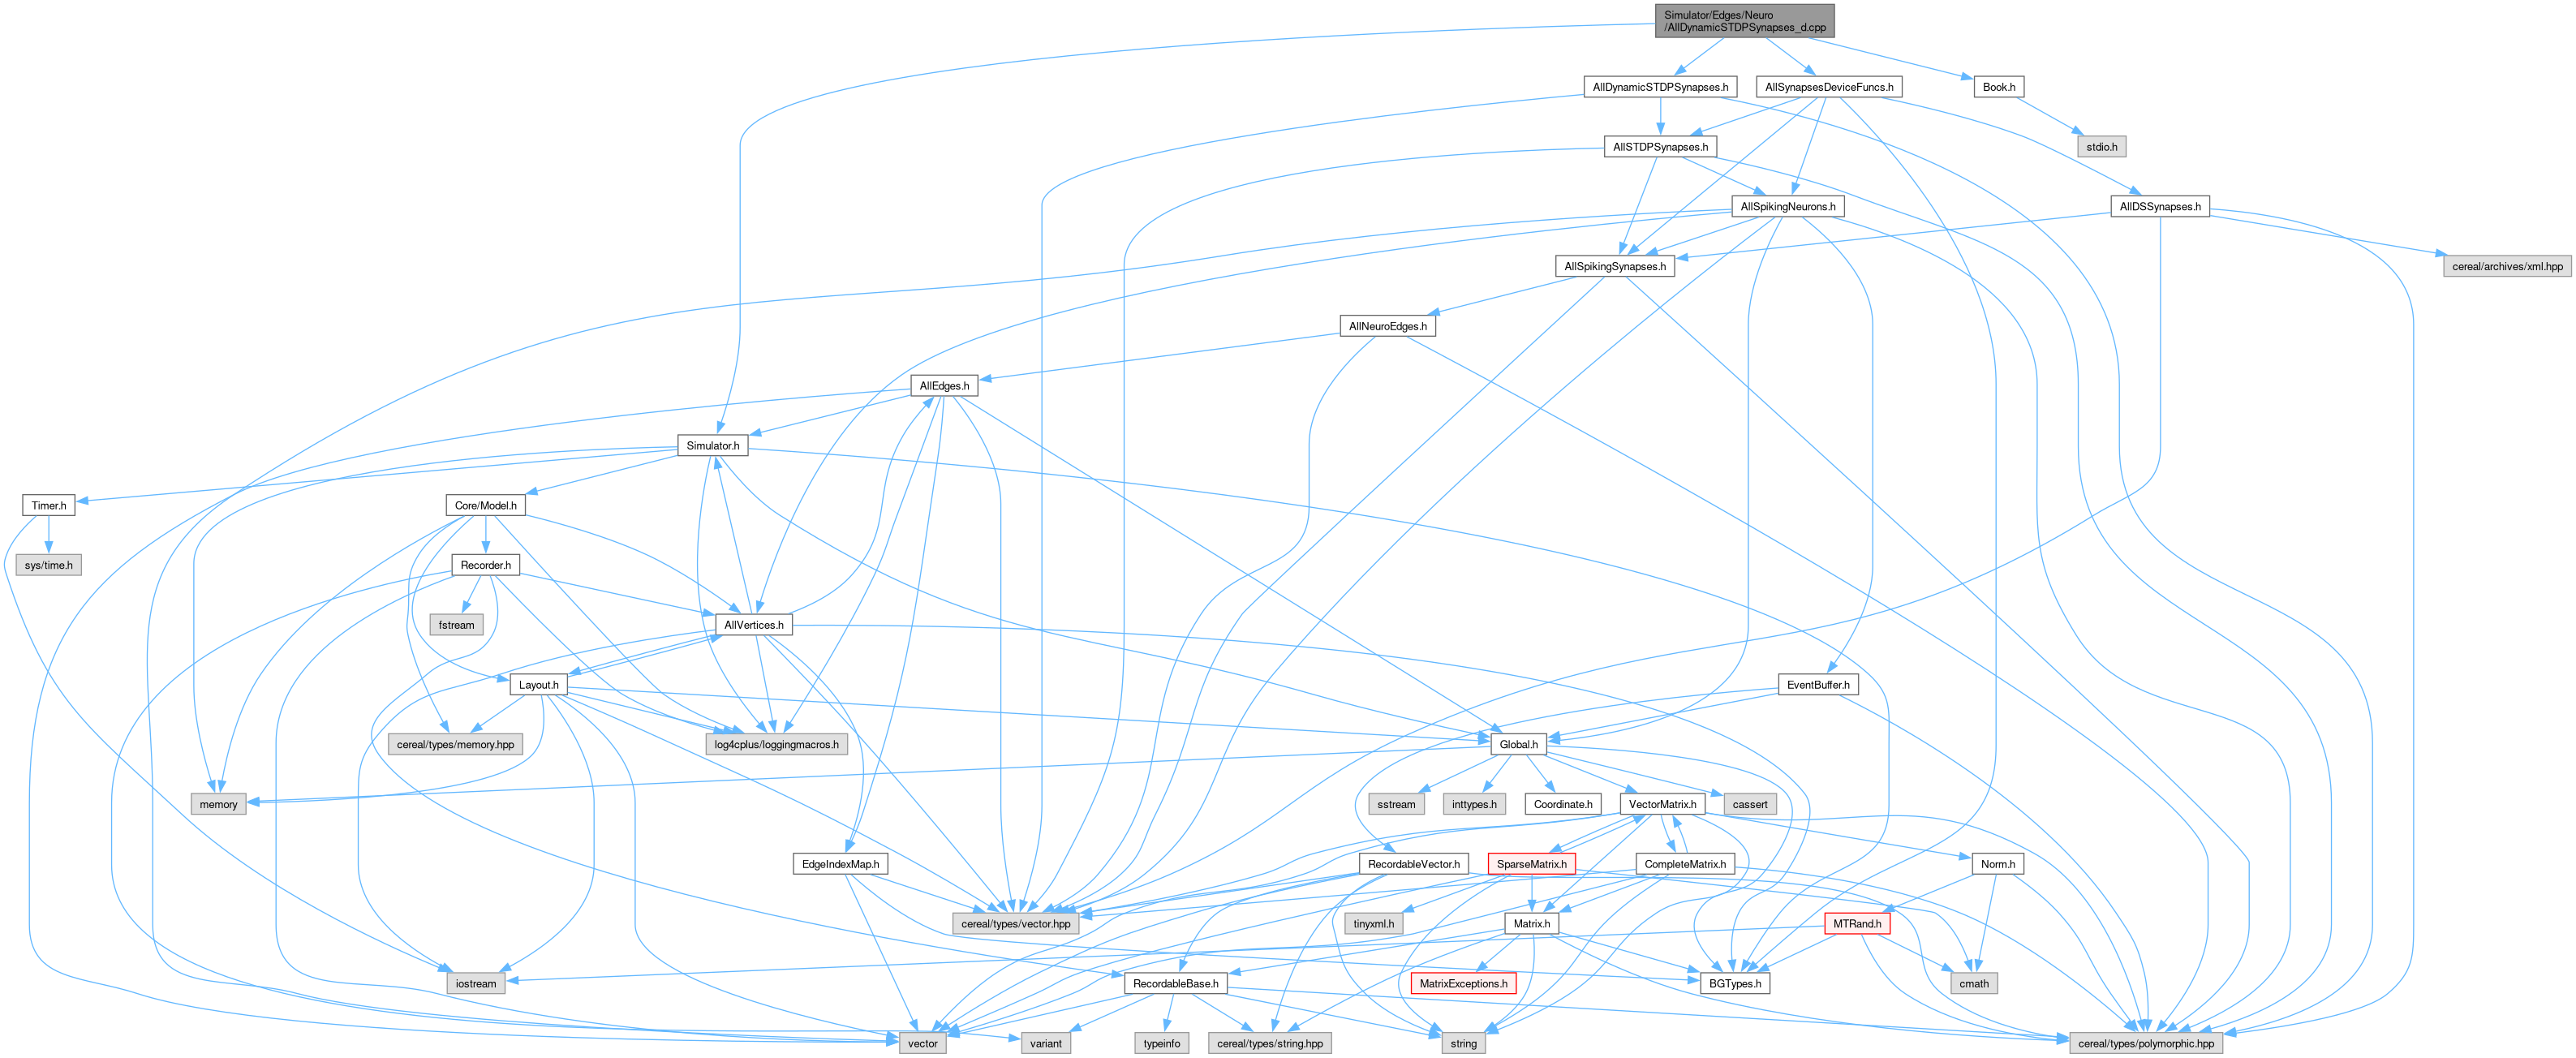 Simulator/Edges/Neuro
/AllDynamicSTDPSynapses_d.cpp
AllDynamicSTDPSynapses.h
AllSynapsesDeviceFuncs.h
Book.h
AllSTDPSynapses.h
stdio.h
AllSpikingNeurons.h
AllDSSynapses.h
AllSpikingSynapses.h
cereal/archives/xml.hpp
AllNeuroEdges.h
AllEdges.h
Simulator.h
Timer.h
Core/Model.h
sys/time.h
Recorder.h
fstream
AllVertices.h
Layout.h
EventBuffer.h
cereal/types/memory.hpp
log4cplus/loggingmacros.h
Global.h
memory
sstream
inttypes.h
Coordinate.h
VectorMatrix.h
cassert
EdgeIndexMap.h
RecordableVector.h
SparseMatrix.h
CompleteMatrix.h
Norm.h
cereal/types/vector.hpp
tinyxml.h
Matrix.h
MTRand.h
iostream
RecordableBase.h
MatrixExceptions.h
BGTypes.h
cmath
vector
variant
typeinfo
cereal/types/string.hpp
string
cereal/types/polymorphic.hpp